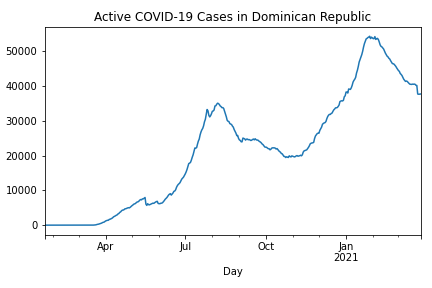 Active COVID-19 Cases in Dominican Republic
50000
40000
30000
20000
10000
0
Apr
Jul
Oct
Jan
2021
Day